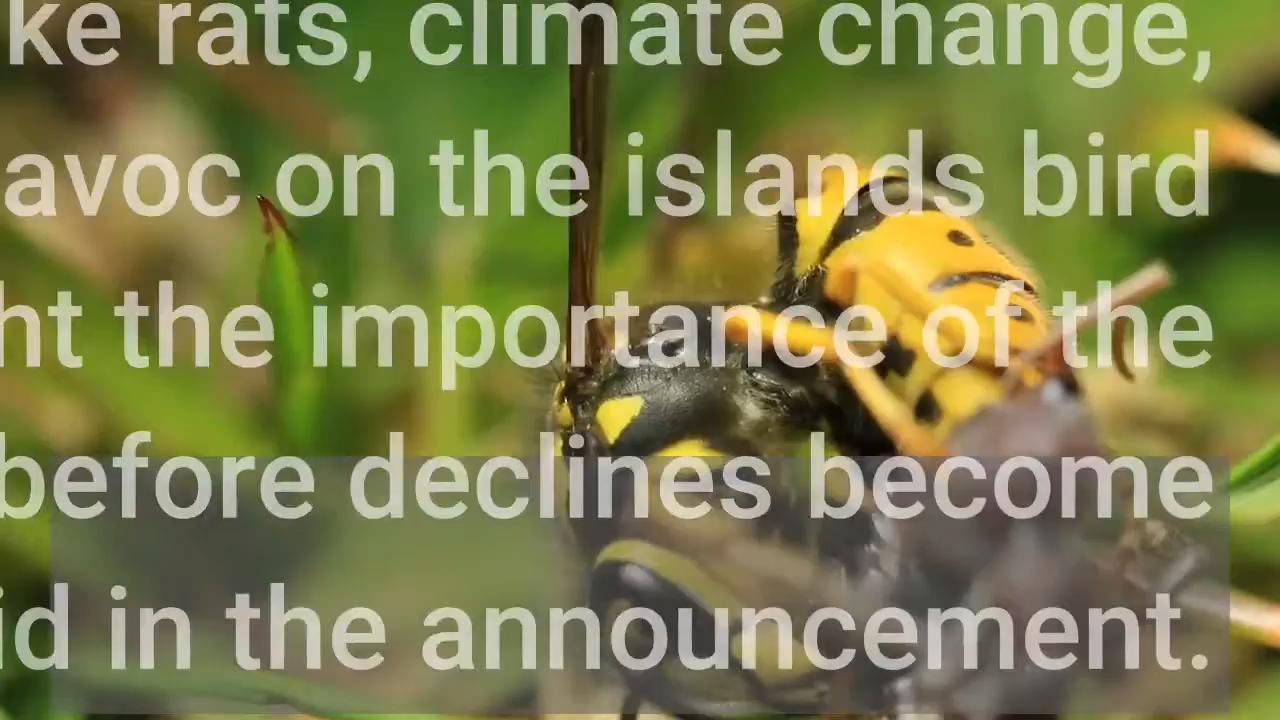 ke rats, climate change,
avoc on the islands bird
ht the importance of the
before declines become
id in the announcement.